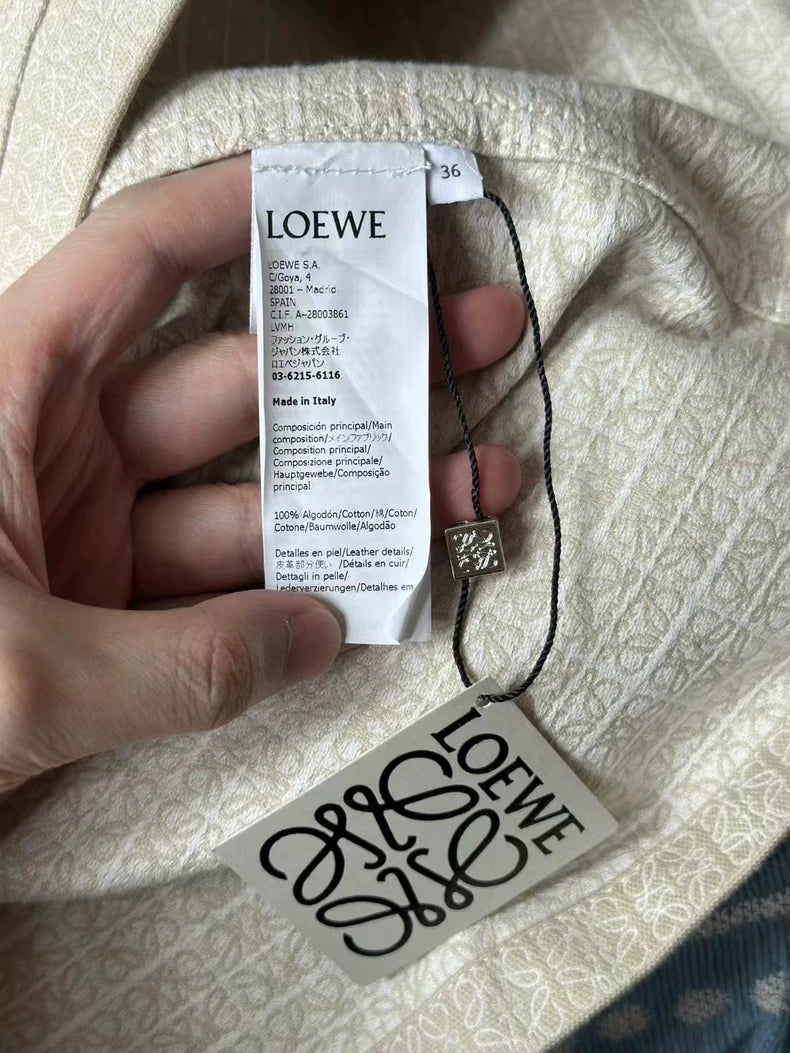 36
LOEWE
LOEWE S.A.
C/Goya, 4
28001 – Madrid
SPAIN
C.I.F. A–28003861
LVMH
ファッション・グループ・
ジャパン株式会社
ロエベジャパン
03-6215-6116
Made in Italy
Composición principal/Main
composition/メインファブリック/
Composition principal/
Composizione principale/
Hauptgewebe/Composição
principal
100% Algodón/Cotton/綿/Coton/
Cotone/Baumwolle/Algodão
Detalles en piel/Leather details/
皮革部分使い /Détails en cuir/
Dettagli in pelle/
Lederverzierungen/Detalhes em
LOEWE